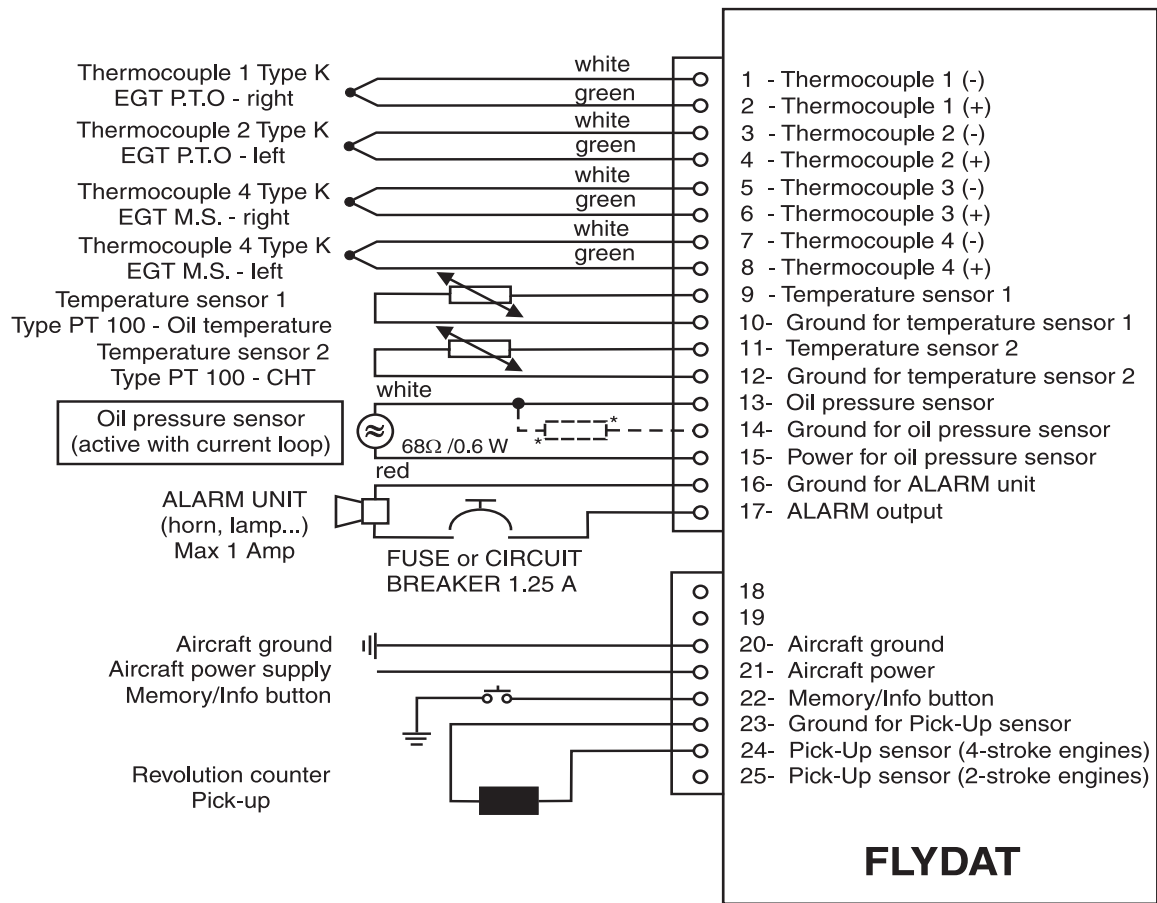 Thermocouple 1 Type K
EGT P.T.O - right
white
green
1 - Thermocouple 1 (-)
2 - Thermocouple 1 (+)
Thermocouple 2 Type K
EGT P.T.O - left
white
green
3 - Thermocouple 2 (-)
4 - Thermocouple 2 (+)
Thermocouple 4 Type K
EGT M.S. - right
white
green
5 - Thermocouple 3 (-)
6 - Thermocouple 3 (+)
Thermocouple 4 Type K
EGT M.S. - left
white
green
7 - Thermocouple 4 (-)
8 - Thermocouple 4 (+)
Temperature sensor 1
Type PT 100 - Oil temperature
9 - Temperature sensor 1
10- Ground for temperature sensor 1
Temperature sensor 2
Type PT 100 - CHT
11- Temperature sensor 2
12- Ground for temperature sensor 2
Oil pressure sensor
(active with current loop)
white
* *
68Ω /0.6 W
red
13- Oil pressure sensor
14- Ground for oil pressure sensor
15- Power for oil pressure sensor
ALARM UNIT
(horn, lamp...)
Max 1 Amp
FUSE or CIRCUIT
BREAKER 1.25 A
16- Ground for ALARM unit
17- ALARM output
18
19
Aircraft ground
20- Aircraft ground
Aircraft power supply
21- Aircraft power
Memory/Info button
22- Memory/Info button
23- Ground for Pick-Up sensor
24- Pick-Up sensor (4-stroke engines)
25- Pick-Up sensor (2-stroke engines)
Revolution counter
Pick-up
FLYDAT